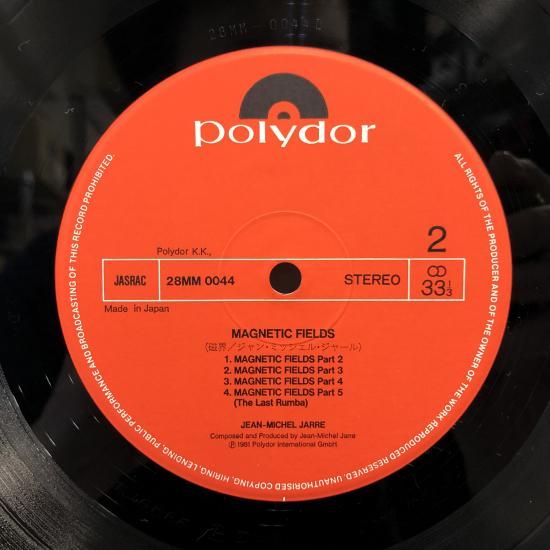 28MM-0044
polydor
Polydor K.K.,
2
JASRAC
28MM 0044
STEREO
33 1/3
Made in Japan
MAGNETIC FIELDS
(磁界/ジャン・ミッシェル・ジャール)
1. MAGNETIC FIELDS Part 2
2. MAGNETIC FIELDS Part 3
3. MAGNETIC FIELDS Part 4
4. MAGNETIC FIELDS Part 5
(The Last Rumba)
JEAN-MICHEL JARRE
Composed and Produced by Jean-Michel Jarre
Ⓟ 1981 Polydor International GmbH
ALL RIGHTS OF THE PRODUCER AND OF THE OWNER OF THE WORK REPRODUCED RESERVED. UNAUTHORISED COPYING, HIRING, LENDING, PUBLIC PERFORMANCE AND BROADCASTING OF THIS RECORD PROHIBITED.